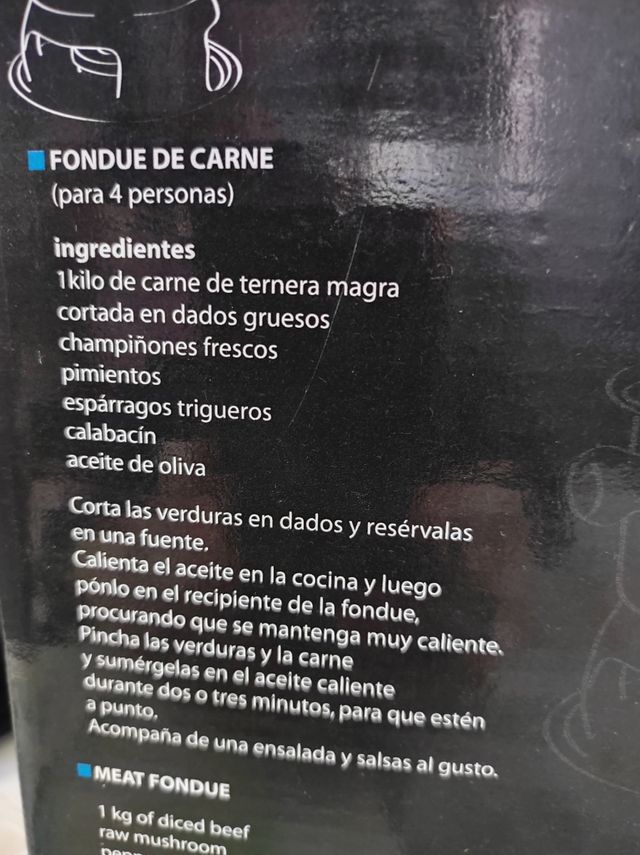 FONDUE DE CARNE
(para 4 personas)
ingredientes
1kilo de carne de ternera magra
cortada en dados gruesos
champiñones frescos
pimientos
espárragos trigueros
calabacín
aceite de oliva
Corta las verduras en dados y resérvalas
en una fuente.
Calienta el aceite en la cocina y luego
pónlo en el recipiente de la fondue,
procurando que se mantenga muy caliente.
Pincha las verduras y la carne
y sumérgelas en el aceite caliente
durante dos o tres minutos, para que estén
a punto.
Acompaña de una ensalada y salsas al gusto.
MEAT FONDUE
1 kg of diced beef
raw mushroom